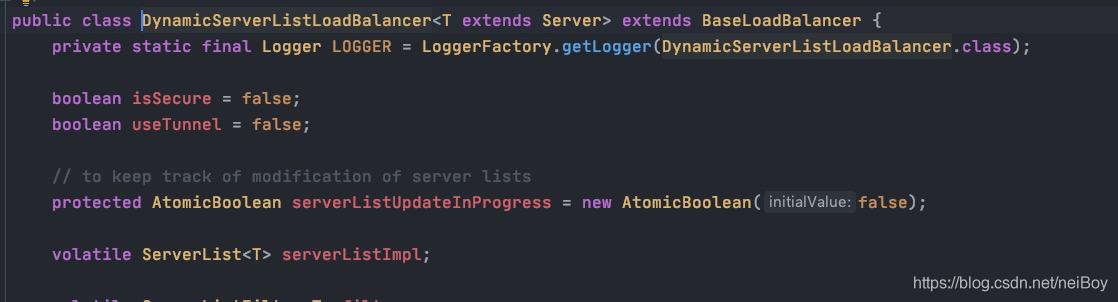 public class DynamicServerListLoadBalancer<T extends Server> extends BaseLoadBalancer {
    private static final Logger LOGGER = LoggerFactory.getLogger(DynamicServerListLoadBalancer.class);
    boolean isSecure = false;
    boolean useTunnel = false;
    // to keep track of modification of server lists
    protected AtomicBoolean serverListUpdateInProgress = new AtomicBoolean( initialValue: false);
    volatile ServerList<T> serverListImpl;
https://blog.csdn.net/neiBoy